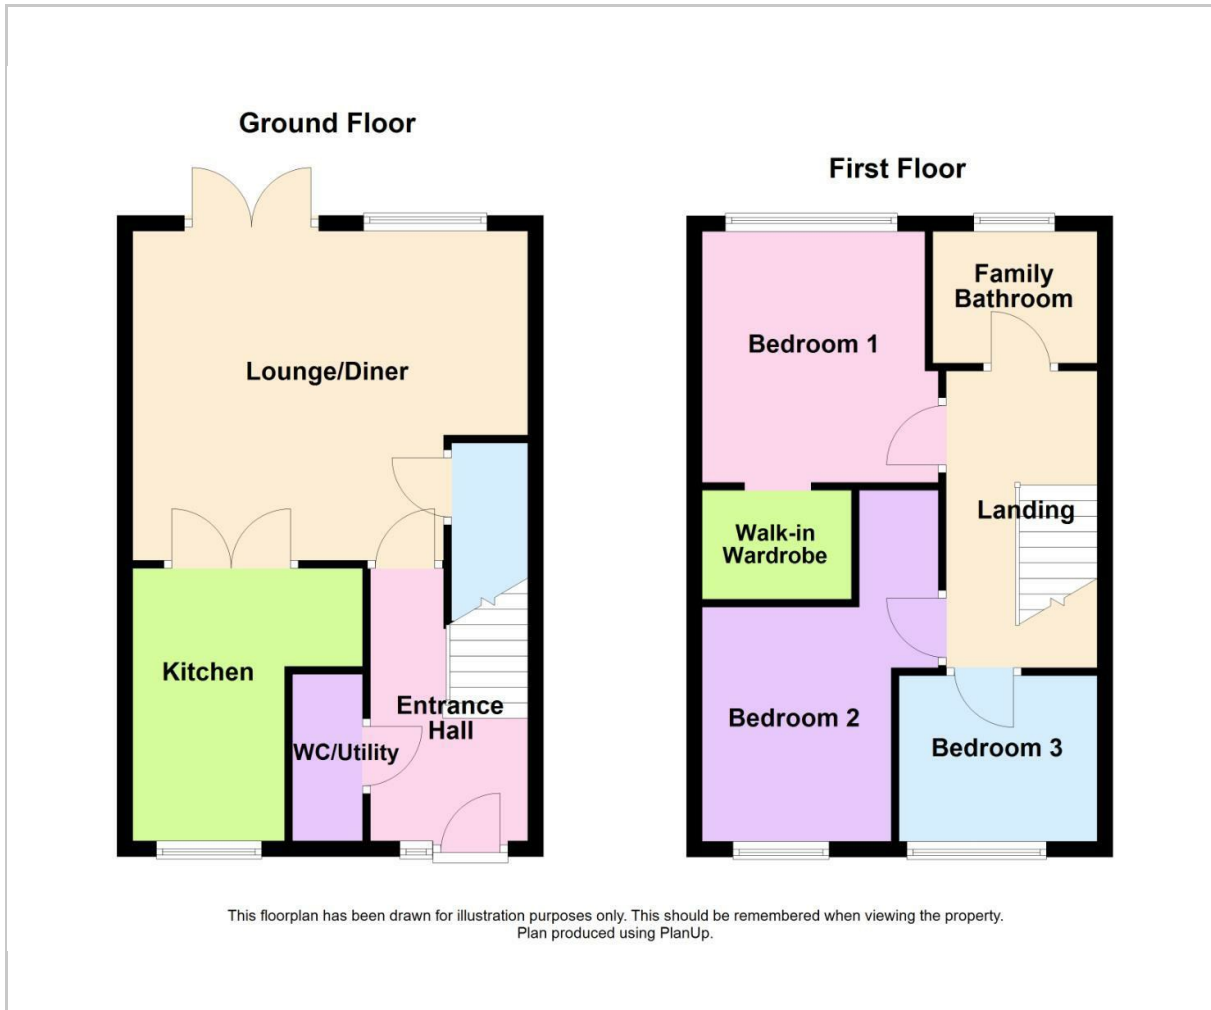 Ground Floor
First Floor
Lounge/Diner
Kitchen
WC/Utility
Entrance
Hall
Bedroom 1
Family
Bathroom
Walk-in
Wardrobe
Landing
Bedroom 2
Bedroom 3
This floorplan has been drawn for illustration purposes only. This should be remembered when viewing the property.
Plan produced using PlanUp.